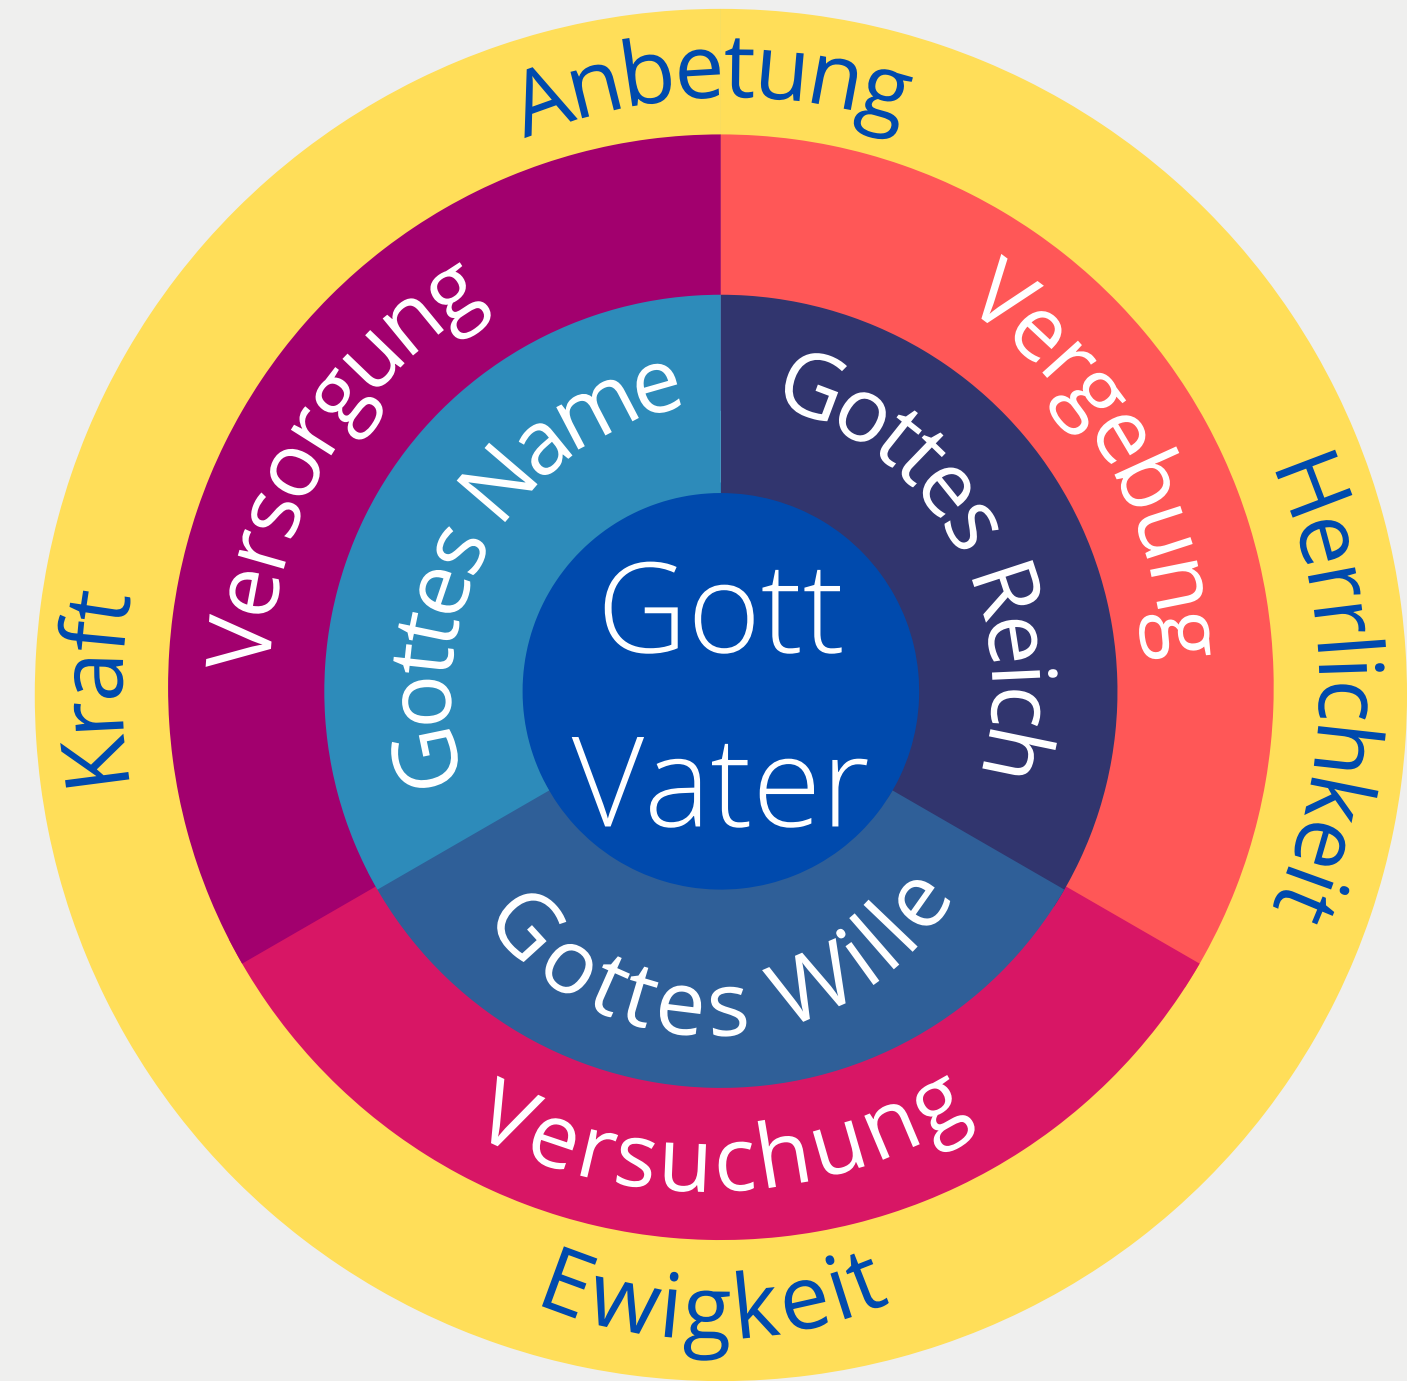 Anbetung
Herrlichkeit
Ewigkeit
Kraft
Versorgung
Vergebung
Versuchung
Gottes Name
Gottes Reich
Gottes Wille
Gott
Vater